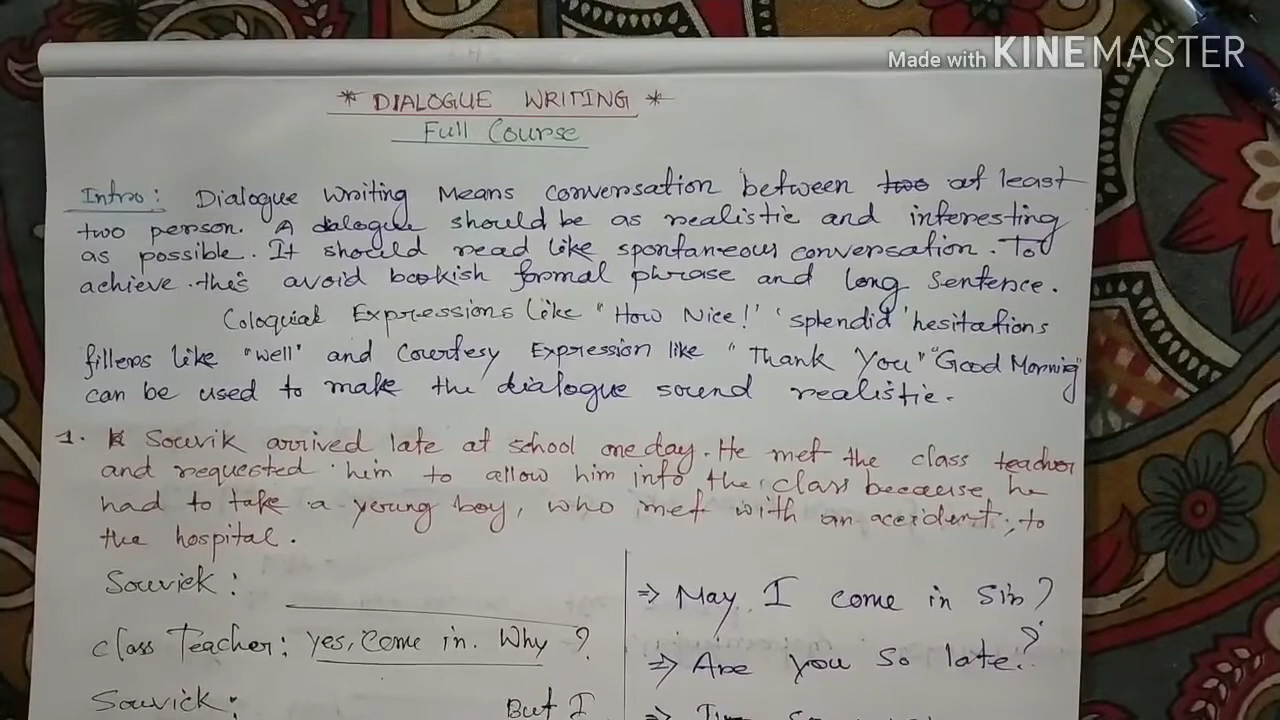 Made with KINEMASTER
* DIALOGUE WRITING *
Full Course
Intro: Dialogue Writing Means conversation between two at least
two person. A dalogue should be as realistic and interesting
as possible. It should read like spontaneous conversation. To
achieve this avoid bookish formal phrase and long sentence.
Coloquial Expressions like "How Nice!' 'splendid' hesitations
fillers like "well" and Courtesy Expression like "Thank You" "Good Morning"
can be used to make the dialogue sound realistic.
1. Souvik arrived late at school one day. He met the class teacher
and requested him to allow him into the class because he
had to take a young boy, who met with an accident, to
the hospital.
Souvick:
⇒ May I come in Sir?
Class Teacher: Yes, come in. Why ?
⇒ Are you so late?
Souvick: But I
⇒